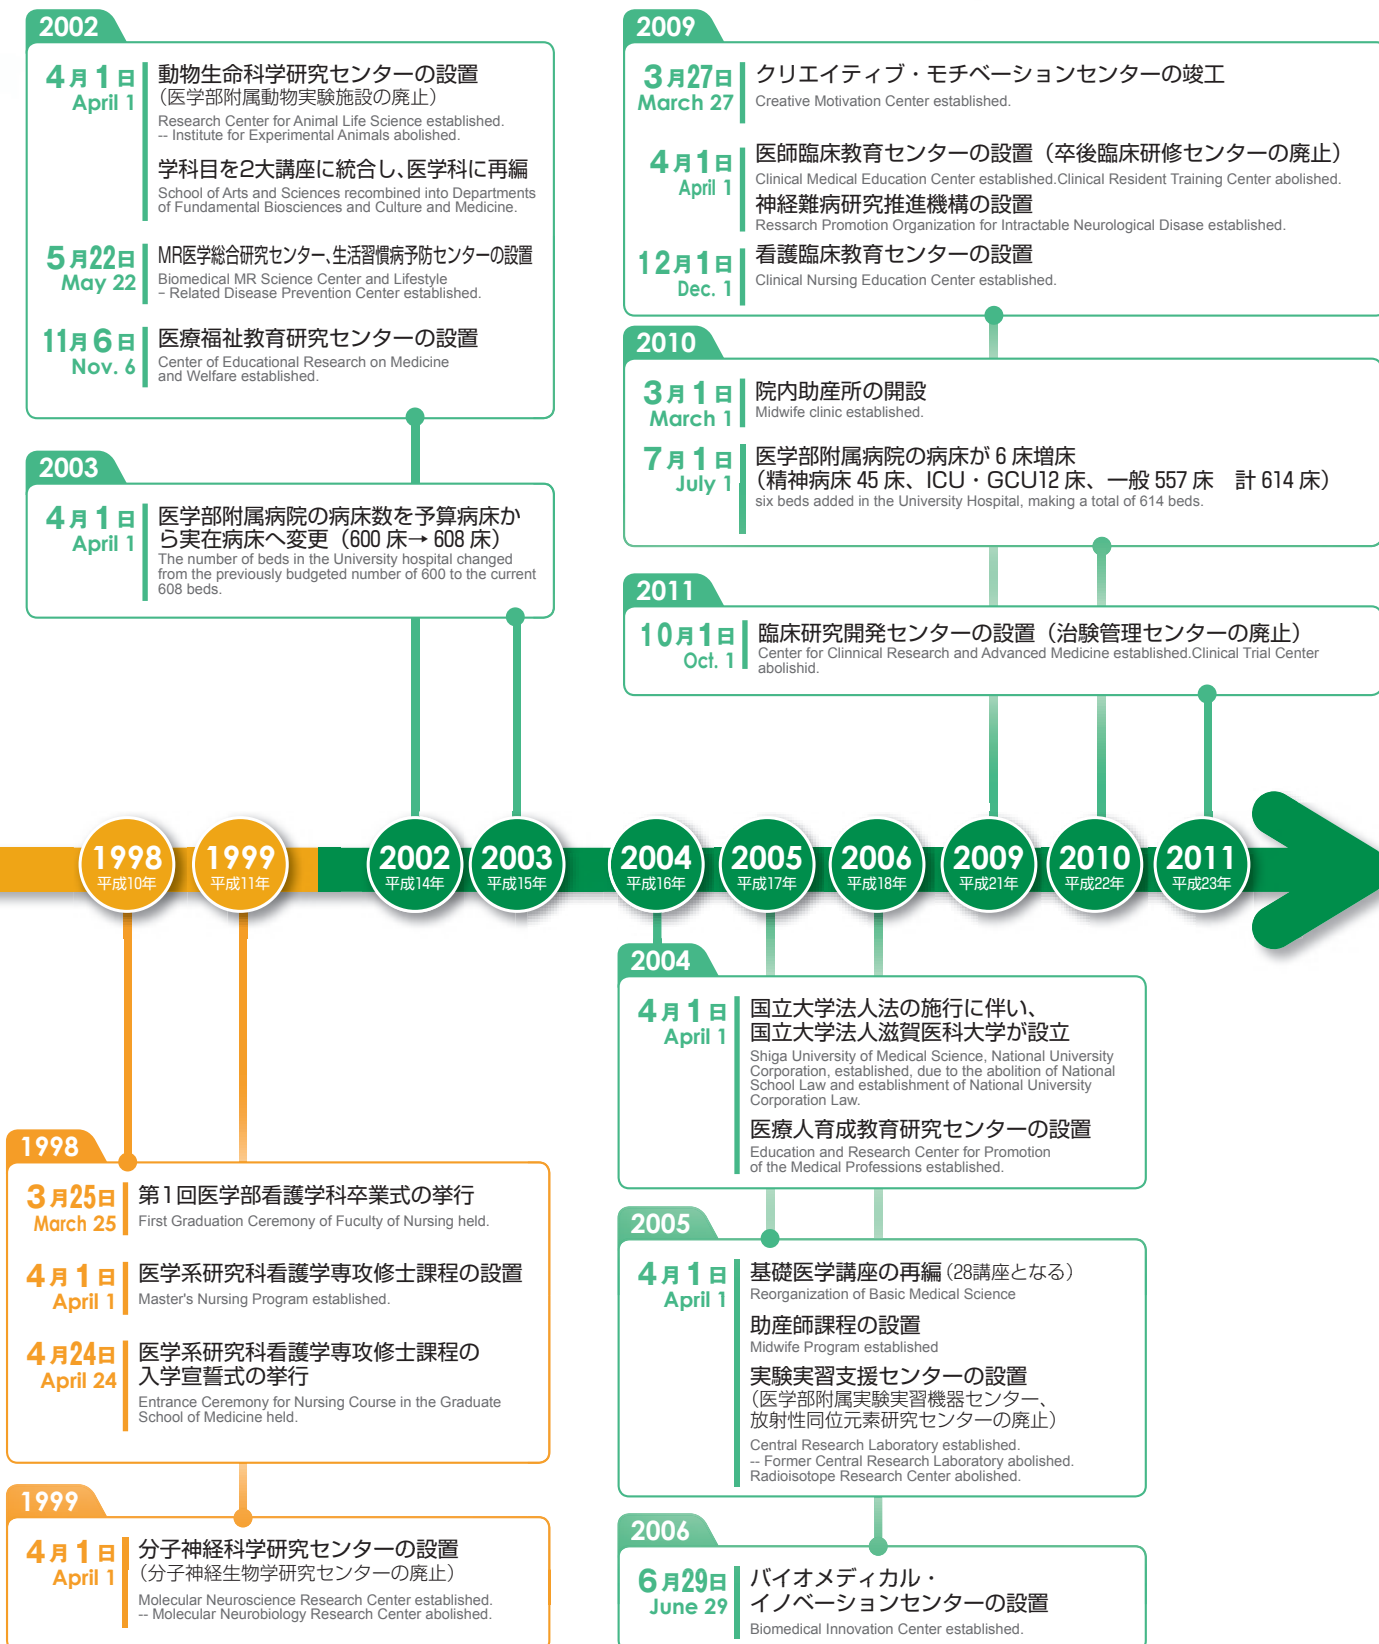 2002
4月1日
April 1
動物生命科学研究センターの設置
（医学部附属動物実験施設の廃止）
Research Center for Animal Life Science established.
-- Institute for Experimental Animals abolished.
学科目を2大講座に統合し、医学科に再編
School of Arts and Sciences recombined into Departments
of Fundamental Biosciences and Culture and Medicine.
5月22日
May 22
MR医学総合研究センター、生活習慣病予防センターの設置
Biomedical MR Science Center and Lifestyle
– Related Disease Prevention Center established.
11月6日
Nov. 6
医療福祉教育研究センターの設置
Center of Educational Research on Medicine
and Welfare established.
2003
4月1日
April 1
医学部附属病院の病床数を予算病床か
ら実在病床へ変更（600床→608床）
The number of beds in the University hospital changed
from the previously budgeted number of 600 to the current
608 beds.
2009
3月27日
March 27
クリエイティブ・モチベーションセンターの竣工
Creative Motivation Center established.
4月1日
April 1
医師臨床教育センターの設置（卒後臨床研修センターの廃止）
Clinical Medical Education Center established.Clinical Resident Training Center abolished.
神経難病研究推進機構の設置
Ressarch Promotion Organization for Intractable Neurological Disase established.
12月1日
Dec. 1
看護臨床教育センターの設置
Clinical Nursing Education Center established.
2010
3月1日
March 1
院内助産所の開設
Midwife clinic established.
7月1日
July 1
医学部附属病院の病床が6床増床
（精神病床45床、ICU・GCU12床、一般557床　計614床）
six beds added in the University Hospital, making a total of 614 beds.
2011
10月1日
Oct. 1
臨床研究開発センターの設置（治験管理センターの廃止）
Center for Clinnical Research and Advanced Medicine established.Clinical Trial Center
abolishid.
1998
平成10年
1999
平成11年
2002
平成14年
2003
平成15年
2004
平成16年
2005
平成17年
2006
平成18年
2009
平成21年
2010
平成22年
2011
平成23年
1998
3月25日
March 25
第1回医学部看護学科卒業式の挙行
First Graduation Ceremony of Fuculty of Nursing held.
4月1日
April 1
医学系研究科看護学専攻修士課程の設置
Master's Nursing Program established.
4月24日
April 24
医学系研究科看護学専攻修士課程の
入学宣誓式の挙行
Entrance Ceremony for Nursing Course in the Graduate
School of Medicine held.
1999
4月1日
April 1
分子神経科学研究センターの設置
（分子神経生物学研究センターの廃止）
Molecular Neuroscience Research Center established.
-- Molecular Neurobiology Research Center abolished.
2004
4月1日
April 1
国立大学法人法の施行に伴い、
国立大学法人滋賀医科大学が設立
Shiga University of Medical Science, National University
Corporation, established, due to the abolition of National
School Law and establishment of National University
Corporation Law.
医療人育成教育研究センターの設置
Education and Research Center for Promotion
of the Medical Professions established.
2005
4月1日
April 1
基礎医学講座の再編（28講座となる）
Reorganization of Basic Medical Science
助産師課程の設置
Midwife Program established
実験実習支援センターの設置
（医学部附属実験実習機器センター、
放射性同位元素研究センターの廃止）
Central Research Laboratory established.
-- Former Central Research Laboratory abolished.
Radioisotope Research Center abolished.
2006
6月29日
June 29
バイオメディカル・
イノベーションセンターの設置
Biomedical Innovation Center established.